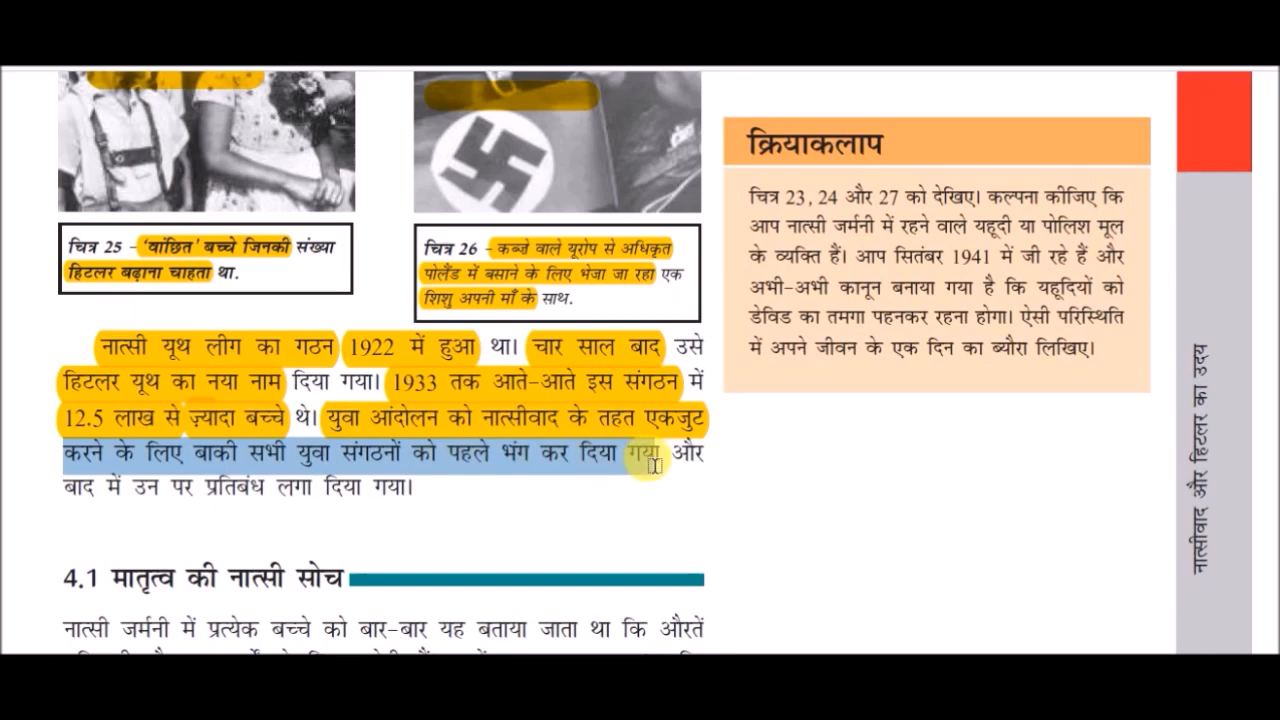 चित्र 25 – 'वांछित' बच्चे जिनकी संख्या
हिटलर बढ़ाना चाहता था.
चित्र 26 – कब्ज़े वाले यूरोप से अधिकृत
पोलैंड में बसाने के लिए भेजा जा रहा एक
शिशु अपनी माँ के साथ.
नात्सी यूथ लीग का गठन 1922 में हुआ था। चार साल बाद उसे
हिटलर यूथ का नया नाम दिया गया। 1933 तक आते-आते इस संगठन में
12.5 लाख से ज़्यादा बच्चे थे। युवा आंदोलन को नात्सीवाद के तहत एकजुट
करने के लिए बाकी सभी युवा संगठनों को पहले भंग कर दिया गया और
बाद में उन पर प्रतिबंध लगा दिया गया।
4.1 मातृत्व की नात्सी सोच
नात्सी जर्मनी में प्रत्येक बच्चे को बार-बार यह बताया जाता था कि औरतें
क्रियाकलाप
चित्र 23, 24 और 27 को देखिए। कल्पना कीजिए कि
आप नात्सी जर्मनी में रहने वाले यहूदी या पोलिश मूल
के व्यक्ति हैं। आप सितंबर 1941 में जी रहे हैं और
अभी-अभी कानून बनाया गया है कि यहूदियों को
डेविड का तमगा पहनकर रहना होगा। ऐसी परिस्थिति
में अपने जीवन के एक दिन का ब्यौरा लिखिए।
नात्सीवाद और हिटलर का उदय